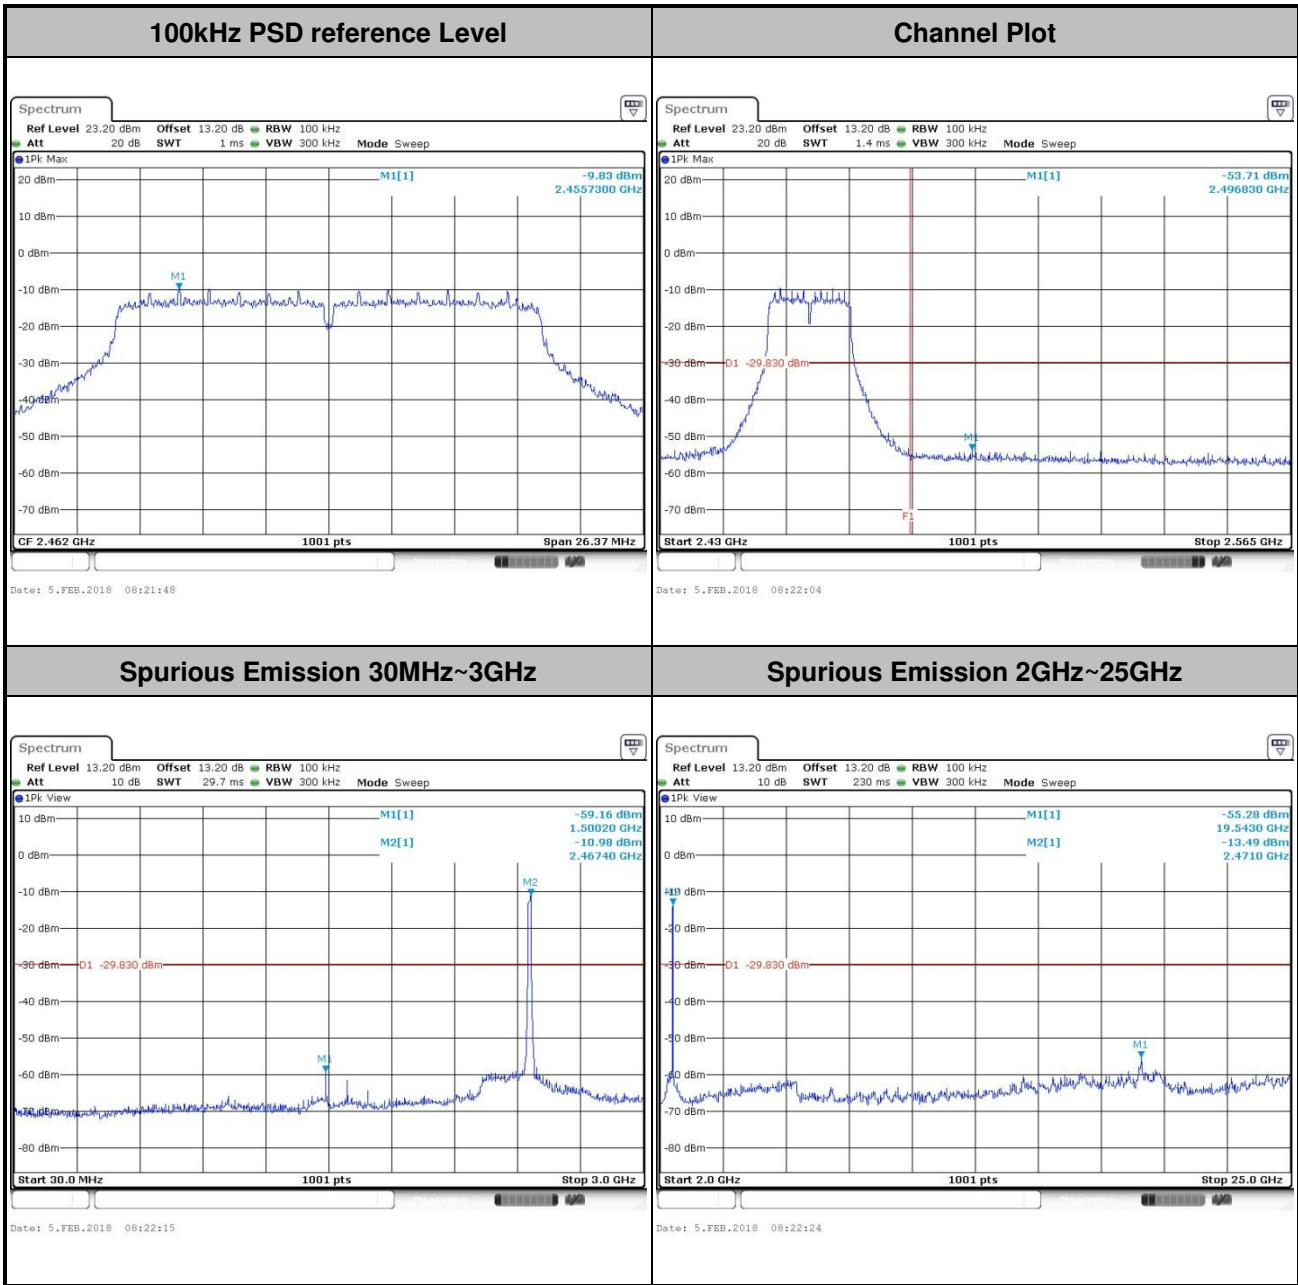 100kHz PSD reference Level
Channel Plot
Spectrum
Ref Level 23.20 dBm Offset 13.20 dB RBW 100 kHz
Att 20 dB SWT 1 ms VBW 300 kHz Mode Sweep
1Pk Max
M1[1] -9.83 dBm
2.4557300 GHz
20 dBm
10 dBm
0 dBm
M1
-10 dBm
-20 dBm
-30 dBm
-40 dBm
-50 dBm
-60 dBm
-70 dBm
CF 2.462 GHz 1001 pts Span 26.37 MHz
Date: 5.FEB.2018 08:21:48
Spectrum
Ref Level 23.20 dBm Offset 13.20 dB RBW 100 kHz
Att 20 dB SWT 1.4 ms VBW 300 kHz Mode Sweep
1Pk Max
M1[1] -53.71 dBm
2.496830 GHz
20 dBm
10 dBm
0 dBm
-10 dBm
-20 dBm
-30 dBm D1 -29.830 dBm
-40 dBm
-50 dBm
M1
-60 dBm
-70 dBm
F1
Start 2.43 GHz 1001 pts Stop 2.565 GHz
Date: 5.FEB.2018 08:22:04
Spurious Emission 30MHz~3GHz
Spurious Emission 2GHz~25GHz
Spectrum
Ref Level 13.20 dBm Offset 13.20 dB RBW 100 kHz
Att 10 dB SWT 29.7 ms VBW 300 kHz Mode Sweep
1Pk View
M1[1] -59.16 dBm
1.50020 GHz
M2[1] -10.98 dBm
2.46740 GHz
10 dBm
0 dBm
M2
-10 dBm
-20 dBm
-30 dBm D1 -29.830 dBm
-40 dBm
-50 dBm
M1
-60 dBm
-70 dBm
-80 dBm
Start 30.0 MHz 1001 pts Stop 3.0 GHz
Date: 5.FEB.2018 08:22:15
Spectrum
Ref Level 13.20 dBm Offset 13.20 dB RBW 100 kHz
Att 10 dB SWT 230 ms VBW 300 kHz Mode Sweep
1Pk View
M1[1] -55.28 dBm
19.5430 GHz
M2[1] -13.49 dBm
2.4710 GHz
10 dBm
0 dBm
-10 dBm
-20 dBm
-30 dBm D1 -29.830 dBm
-40 dBm
-50 dBm
M1
-60 dBm
-70 dBm
-80 dBm
Start 2.0 GHz 1001 pts Stop 25.0 GHz
Date: 5.FEB.2018 08:22:24